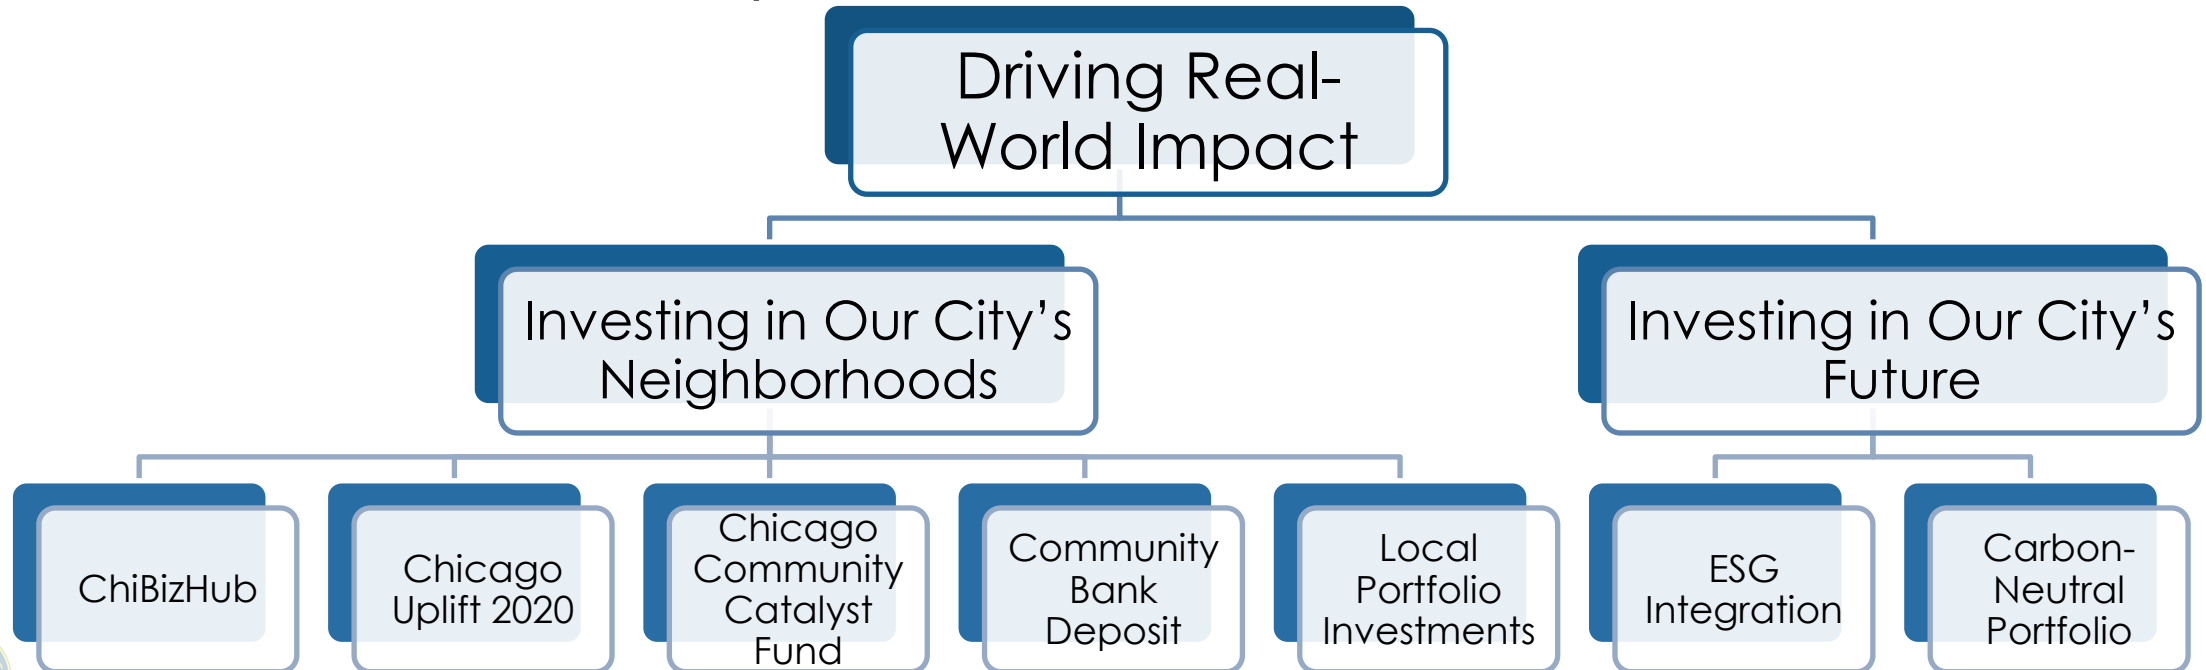 Driving Real-
World Impact
Investing in Our City’s
Neighborhoods
Investing in Our City’s
Future
ChiBizHub
Chicago
Uplift 2020
Chicago
Community
Catalyst
Fund
Community
Bank
Deposit
Local
Portfolio
Investments
ESG
Integration
Carbon-
Neutral
Portfolio